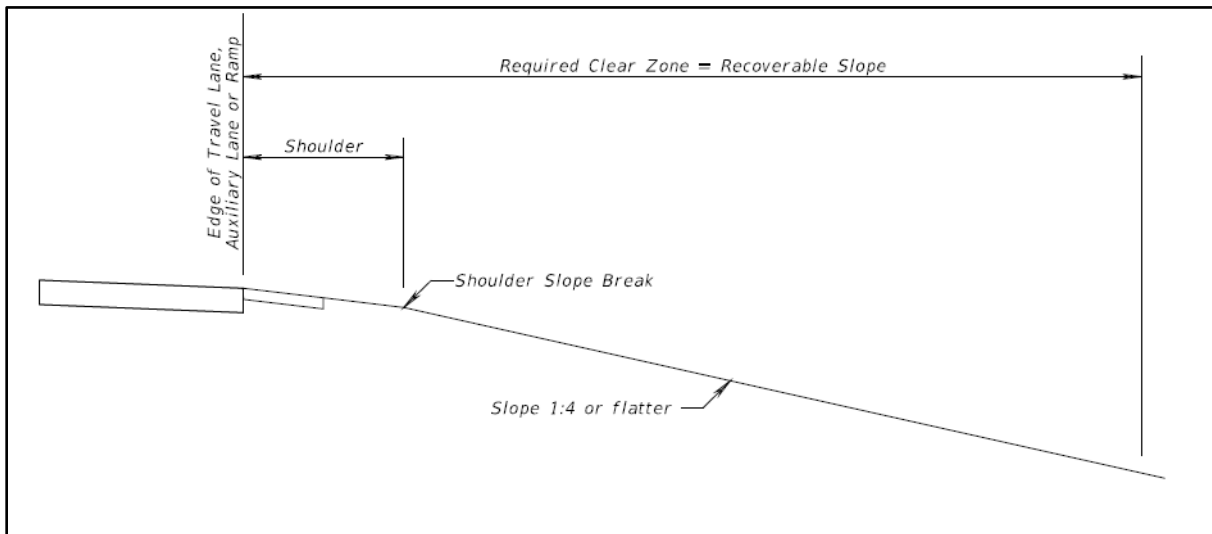 Edge of Travel Lane,
Auxiliary Lane or Ramp
Required Clear Zone = Recoverable Slope
Shoulder
Shoulder Slope Break
Slope 1:4 or flatter